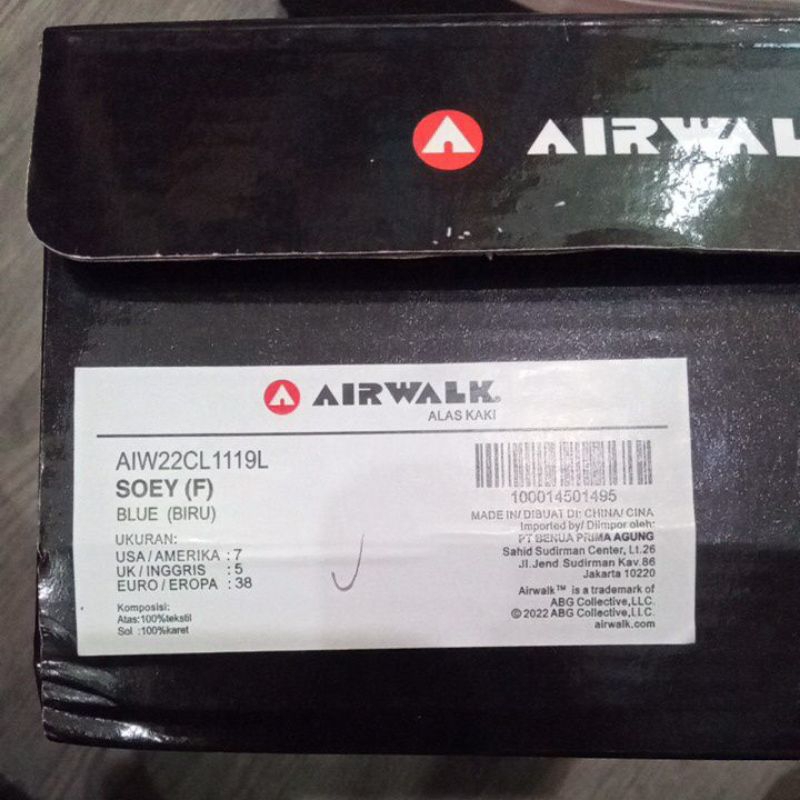 AIRWAL
AIRWALK
ALAS KAKI
AIW22CL1119L
SOEY (F)
BLUE (BIRU)
UKURAN:
USA / AMERIKA : 7
UK / INGGRIS : 5
EURO / EROPA : 38
Komposisi:
Atas:100%tekstil
Sol :100%karet
100014501495
MADE IN/ DIBUAT DI: CHINA/ CINA
Imported by/ Diimpor oleh:
PT BENUA PRIMA AGUNG
Sahid Sudirman Center, Lt.26
Jl.Jend Sudirman Kav.86
Jakarta 10220
Airwalk™ is a trademark of
ABG Collective,LLC.
© 2022 ABG Collective,LLC.
airwalk.com